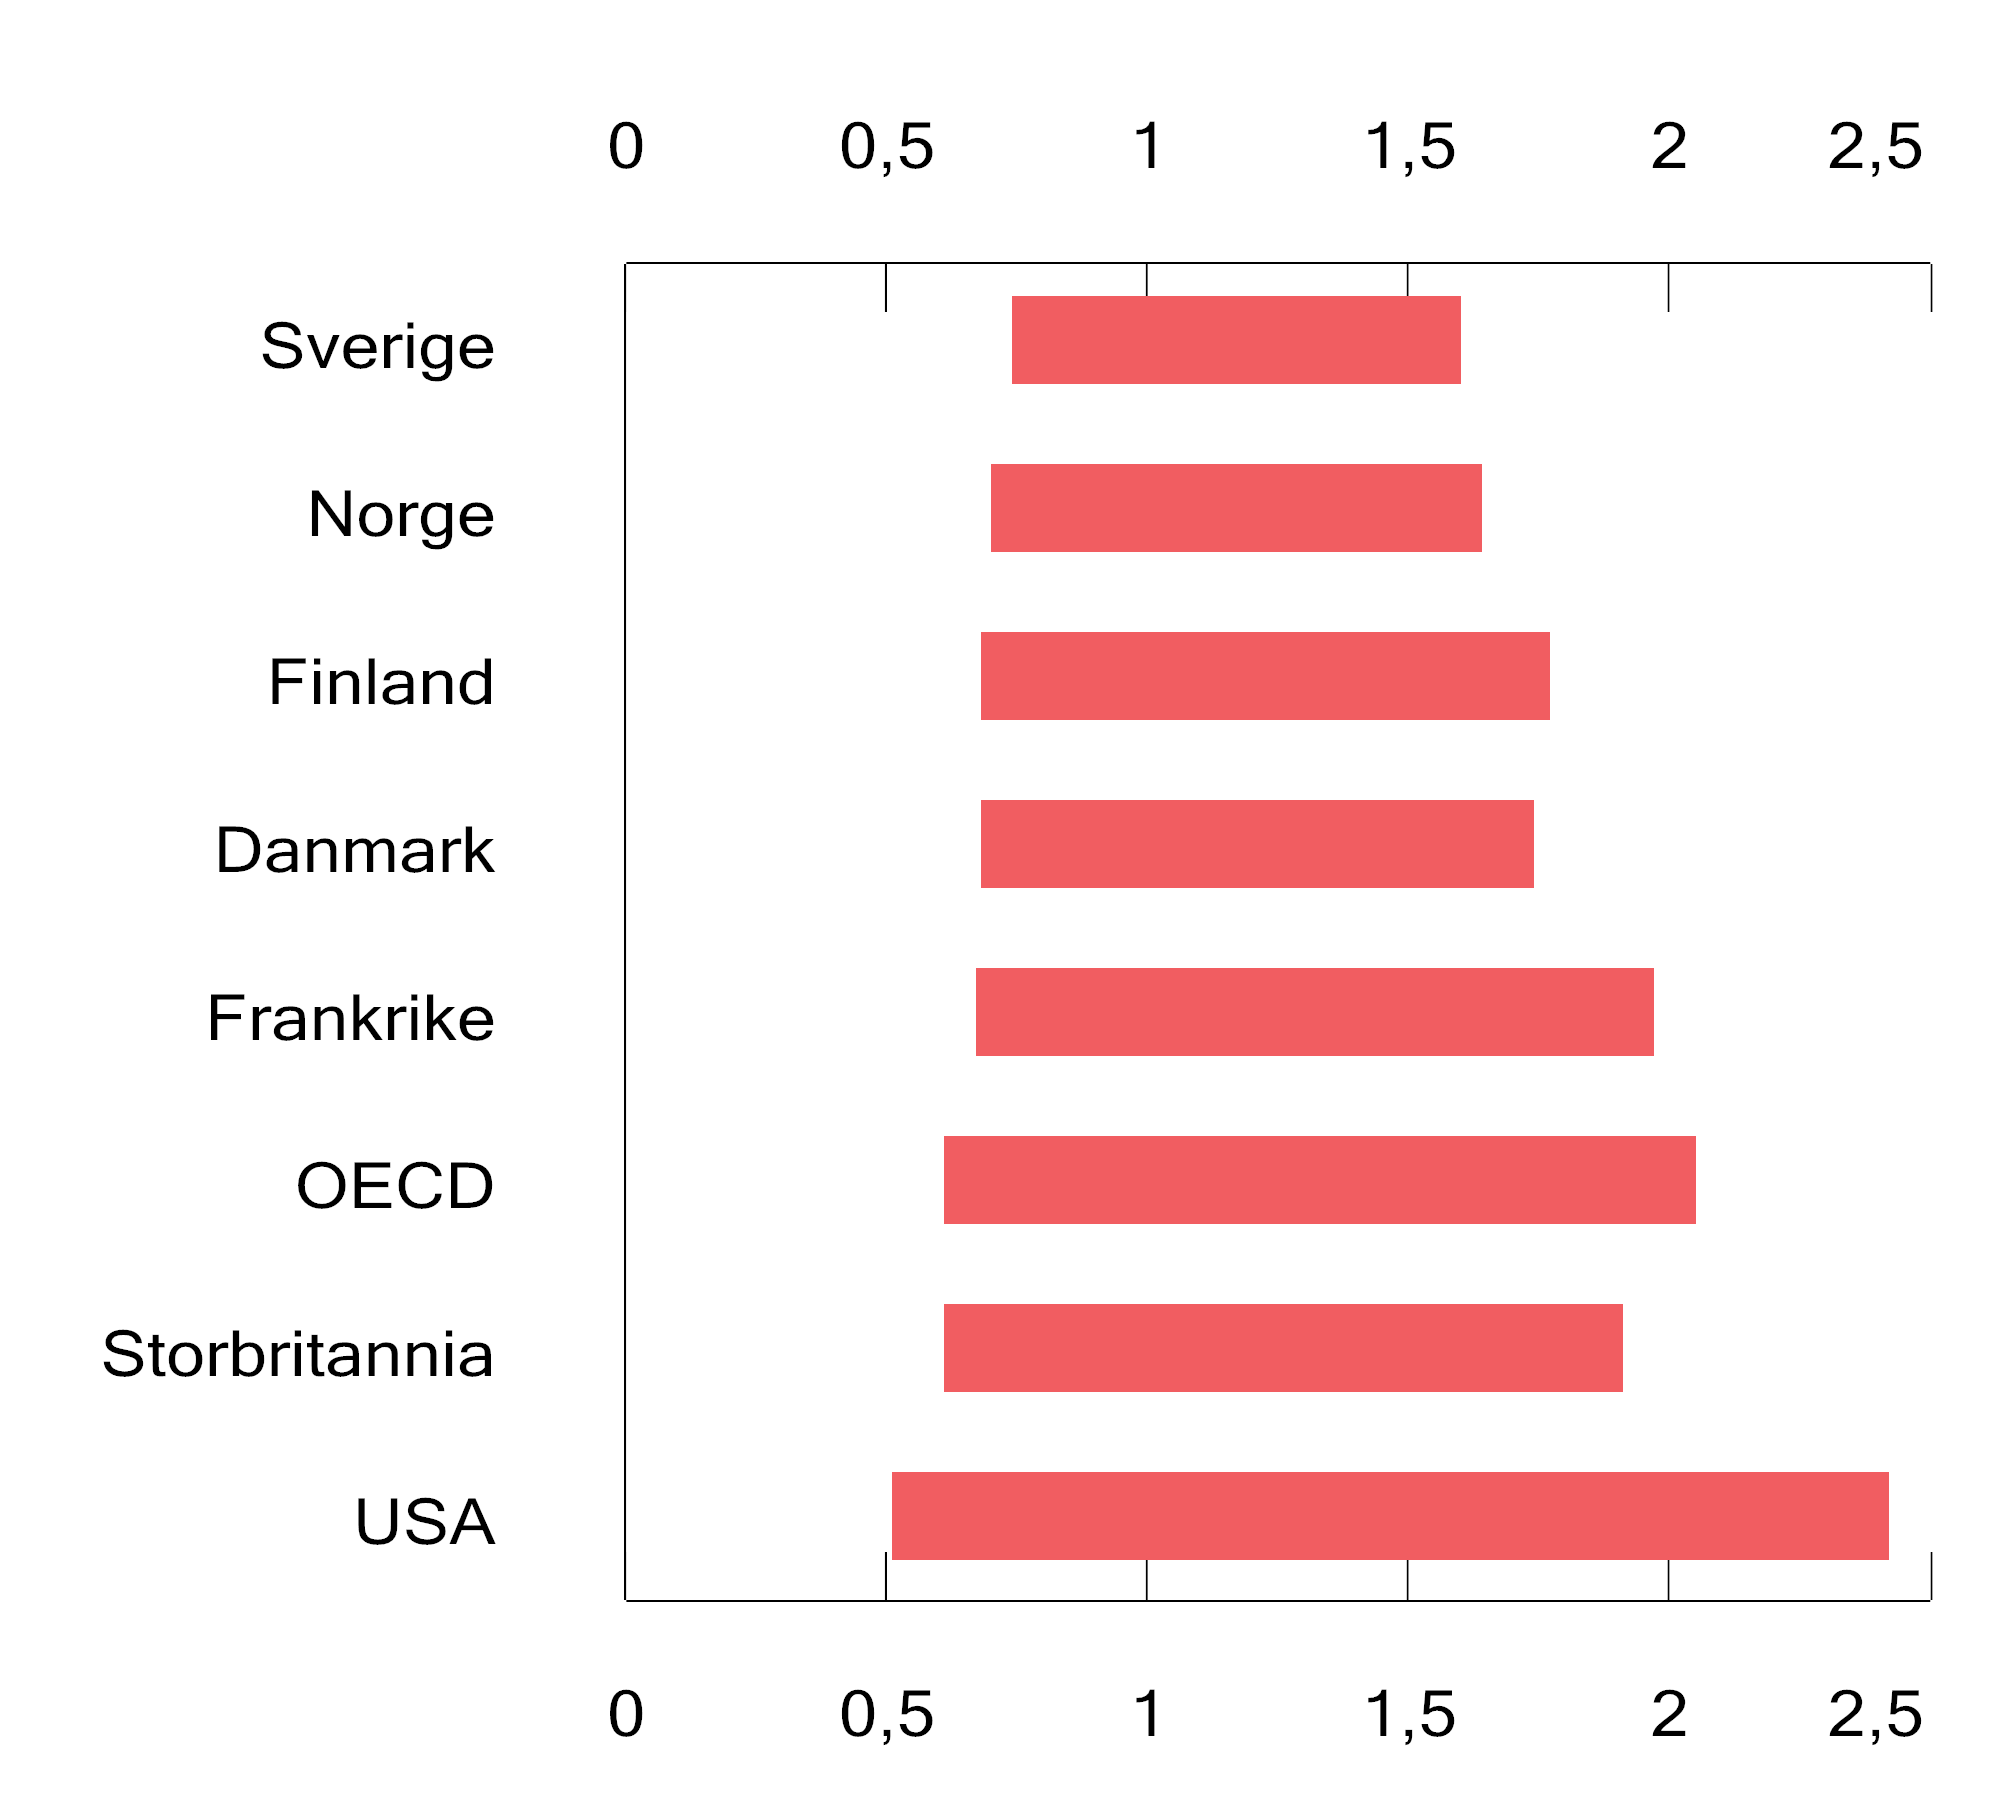 0 0,5 1 1,5 2 2,5
Sverige
Norge
Finland
Danmark
Frankrike
OECD
Storbritannia
USA
0 0,5 1 1,5 2 2,5